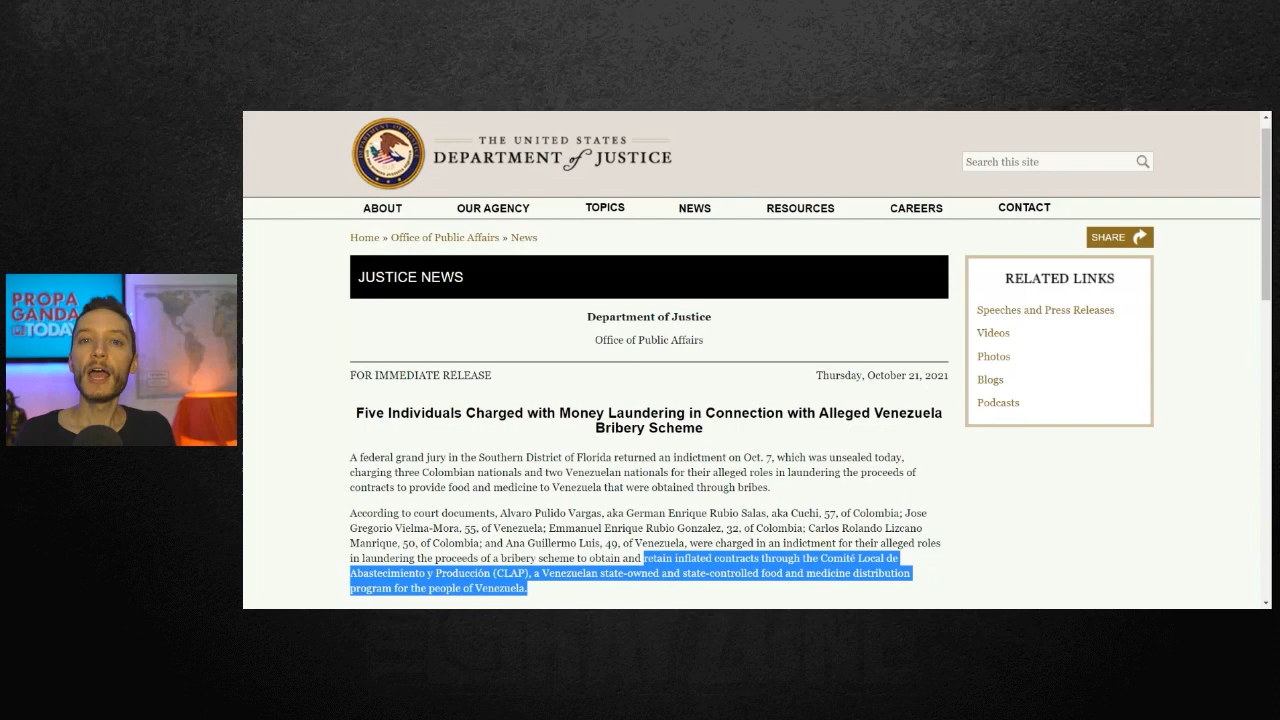 PROPA
GANDA
TODAY
THE UNITED STATES
DEPARTMENT of JUSTICE
Search this site
ABOUT OUR AGENCY TOPICS NEWS RESOURCES CAREERS CONTACT
Home » Office of Public Affairs » News
SHARE
JUSTICE NEWS
Department of Justice
Office of Public Affairs
FOR IMMEDIATE RELEASE Thursday, October 21, 2021
Five Individuals Charged with Money Laundering in Connection with Alleged Venezuela
Bribery Scheme
A federal grand jury in the Southern District of Florida returned an indictment on Oct. 7, which was unsealed today,
charging three Colombian nationals and two Venezuelan nationals for their alleged roles in laundering the proceeds of
contracts to provide food and medicine to Venezuela that were obtained through bribes.
According to court documents, Alvaro Pulido Vargas, aka German Enrique Rubio Salas, aka Cuchi, 57, of Colombia; Jose
Gregorio Vielma-Mora, 55, of Venezuela; Emmanuel Enrique Rubio Gonzalez, 32, of Colombia; Carlos Rolando Lizcano
Manrique, 50, of Colombia; and Ana Guillermo Luis, 49, of Venezuela, were charged in an indictment for their alleged roles
in laundering the proceeds of a bribery scheme to obtain and retain inflated contracts through the Comité Local de
Abastecimiento y Producción (CLAP), a Venezuelan state-owned and state-controlled food and medicine distribution
program for the people of Venezuela.
RELATED LINKS
Speeches and Press Releases
Videos
Photos
Blogs
Podcasts